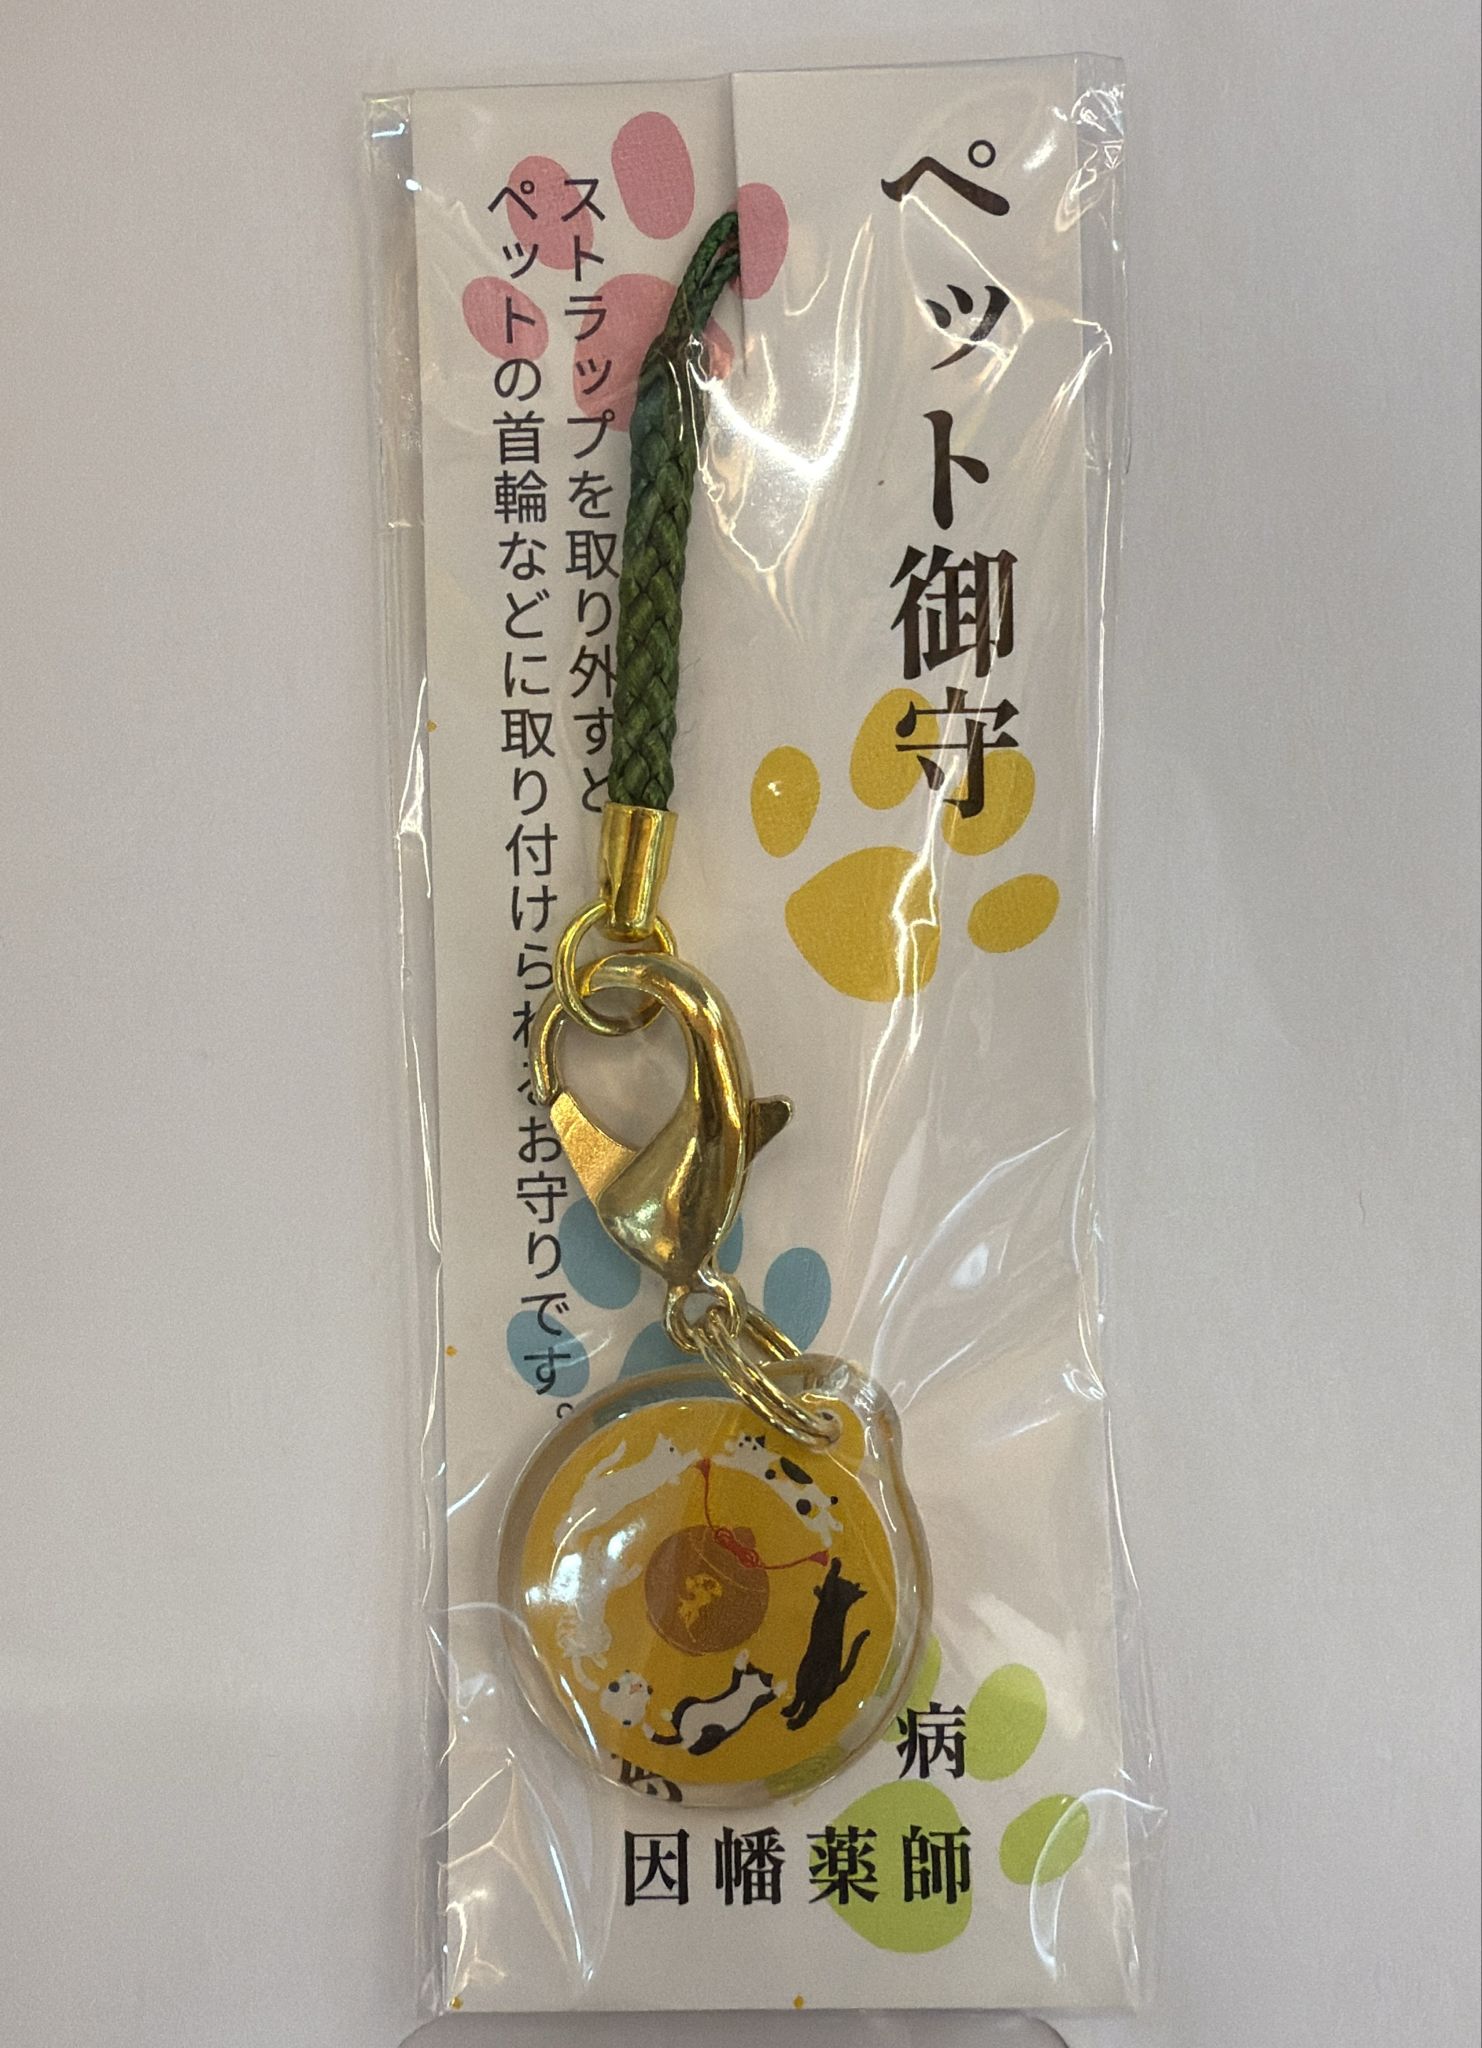 ペット御守
ストラップを取り外すと
ペットの首輪などに取り付けられるお守りです。
病
因幡薬師